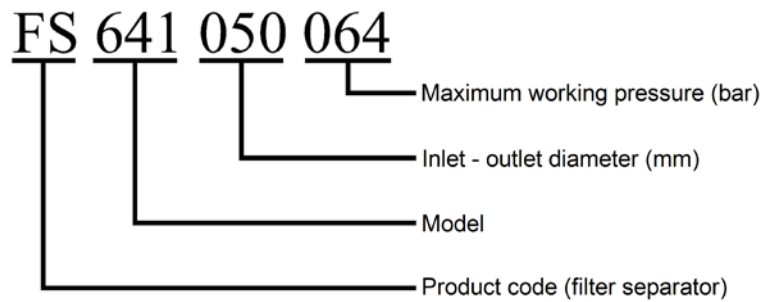 FS 641 050 064
Maximum working pressure (bar)
Inlet - outlet diameter (mm)
Model
Product code (filter separator)